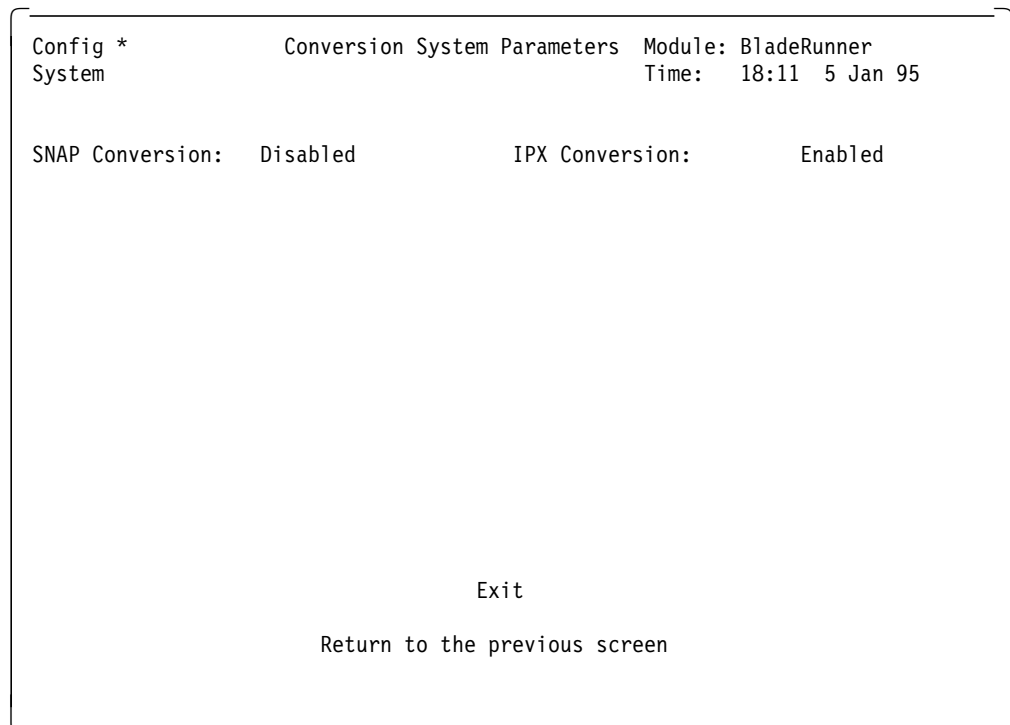 Config * Conversion System Parameters Module: BladeRunner
System Time: 18:11 5 Jan 95
SNAP Conversion: Disabled IPX Conversion: Enabled
Exit
Return to the previous screen